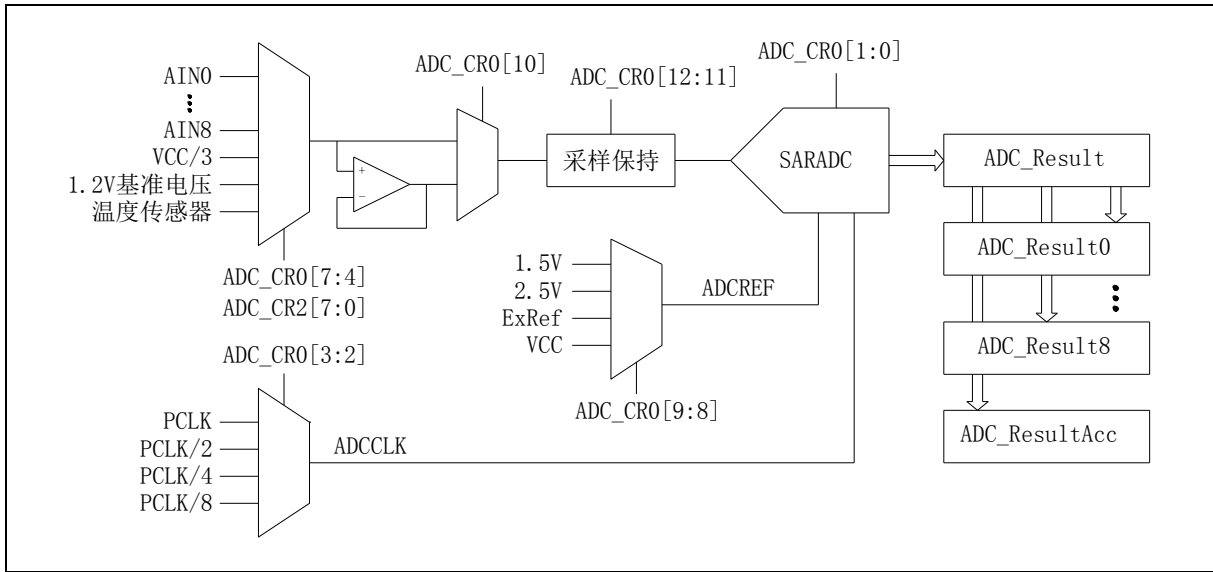 AIN0
AIN8
VCC/3
1.2V基准电压
温度传感器
ADC_CR0[7:4]
ADC_CR2[7:0]
ADC_CR0[10]
ADC_CR0[12:11]
采样保持
ADC_CR0[1:0]
SARADC
ADC_Result
ADC_Result0
ADC_Result8
ADC_ResultAcc
1.5V
2.5V
ExRef
VCC
ADCREF
ADC_CR0[9:8]
ADC_CR0[3:2]
PCLK
PCLK/2
PCLK/4
PCLK/8
ADCCLK